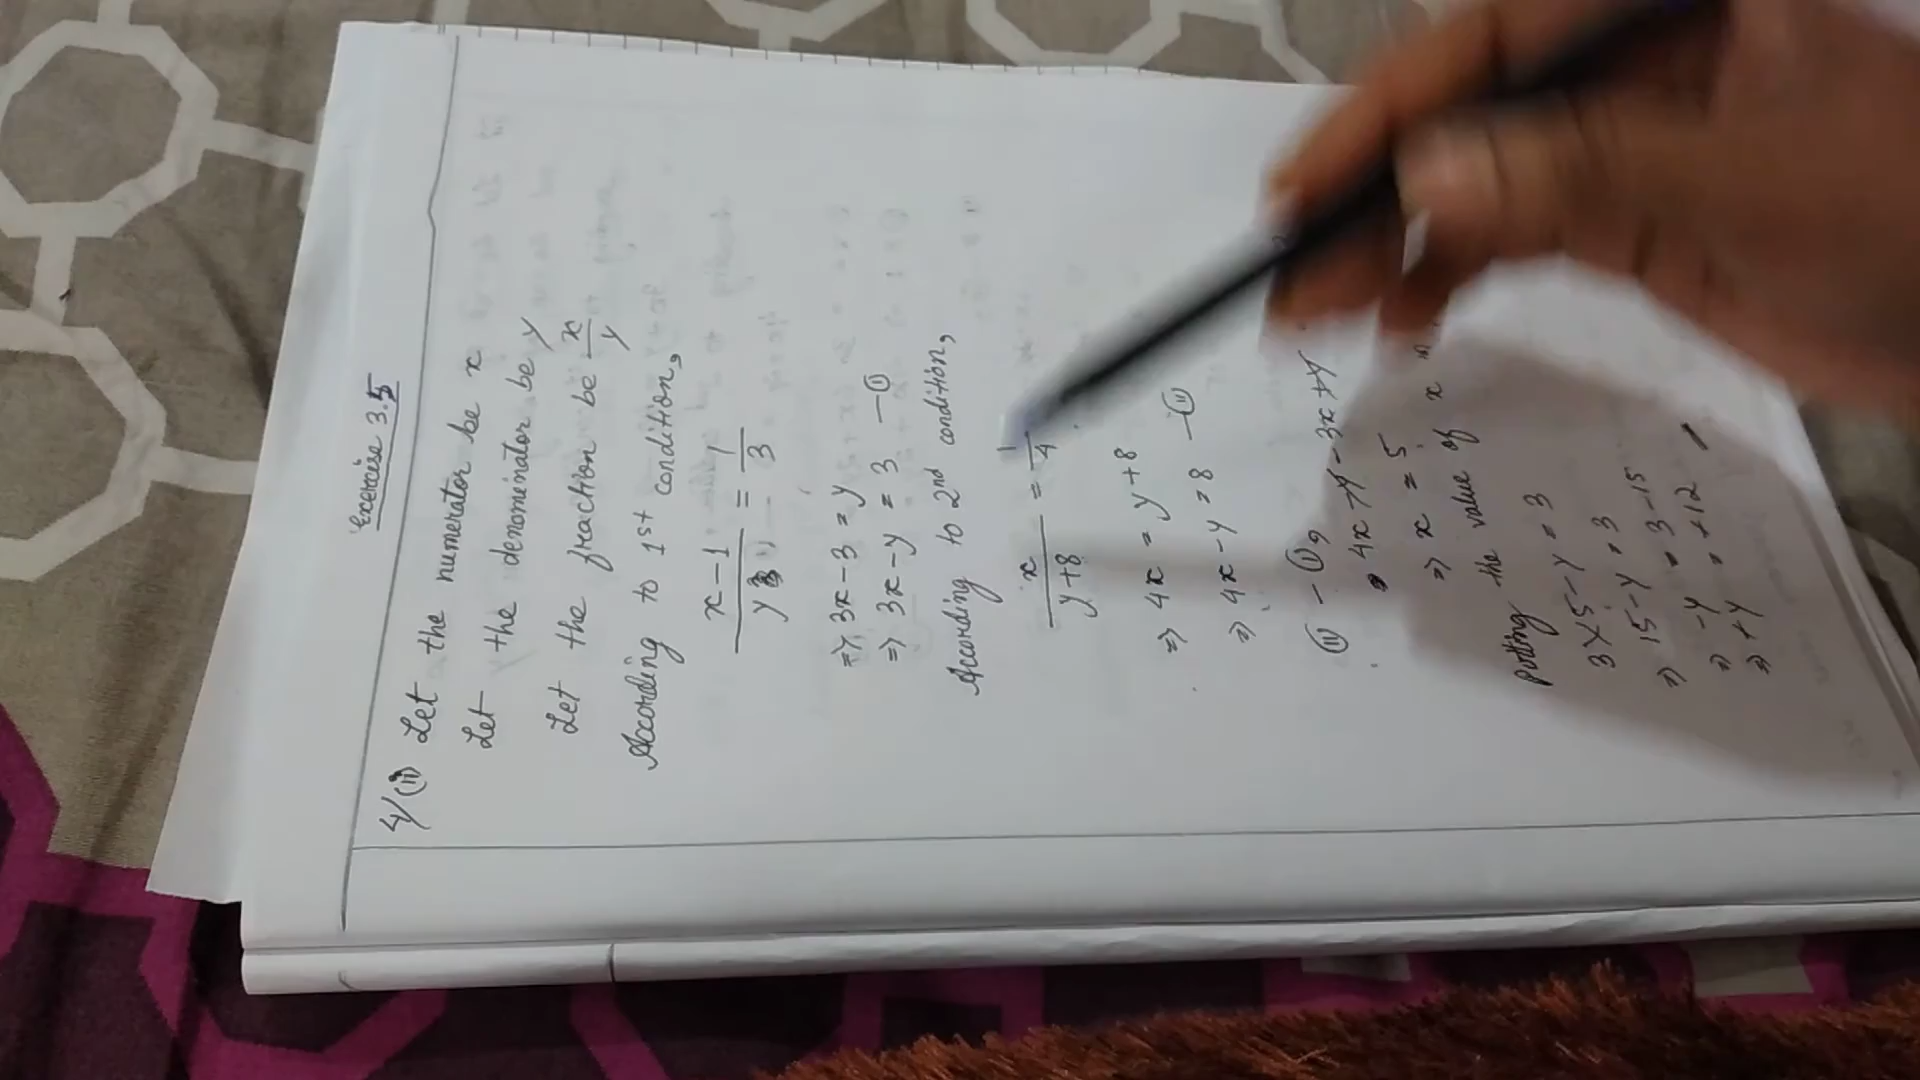 Exercise 3.5
4/(ii) Let the numerator be x
Let the denominator be y
Let the fraction be x/y
According to 1st condition,
x-1/y = 1/3
=> 3x-3 = y
=> 3x-y = 3 —(i)
According to 2nd condition,
x/y+8 = 1/4
=> 4x = y+8
=> 4x-y = 8 —(ii)
(ii) - (i),
4x-y-3x+y
=> x = 5
Putting the value of x in
3x5-y = 3
=> 15-y = 3
=> -y = 3-15
=> +y = +12